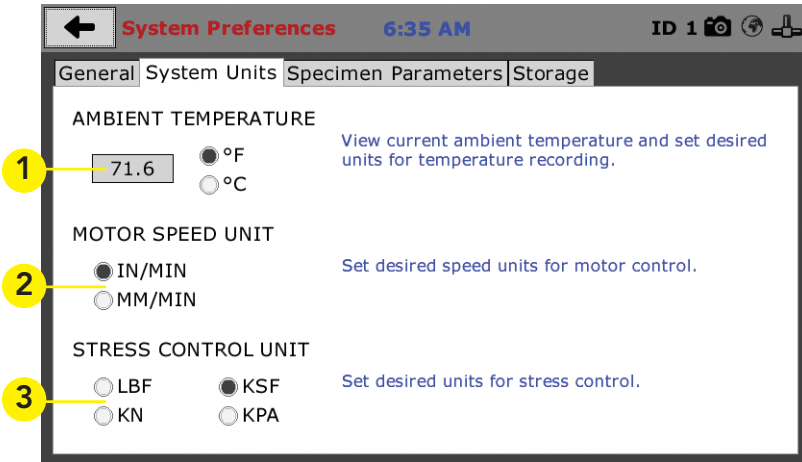 System Preferences 6:35 AM ID 1
General System Units Specimen Parameters Storage
AMBIENT TEMPERATURE
View current ambient temperature and set desired
units for temperature recording.
1 71.6 °F
°C
MOTOR SPEED UNIT
2 IN/MIN Set desired speed units for motor control.
MM/MIN
STRESS CONTROL UNIT
3 LBF KSF Set desired units for stress control.
KN KPA